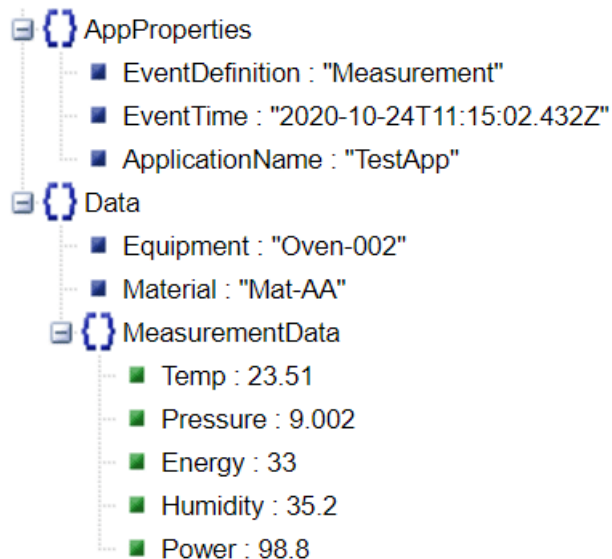 AppProperties
EventDefinition : "Measurement"
EventTime : "2020-10-24T11:15:02.432Z"
ApplicationName : "TestApp"
Data
Equipment : "Oven-002"
Material : "Mat-AA"
MeasurementData
Temp : 23.51
Pressure : 9.002
Energy : 33
Humidity : 35.2
Power : 98.8